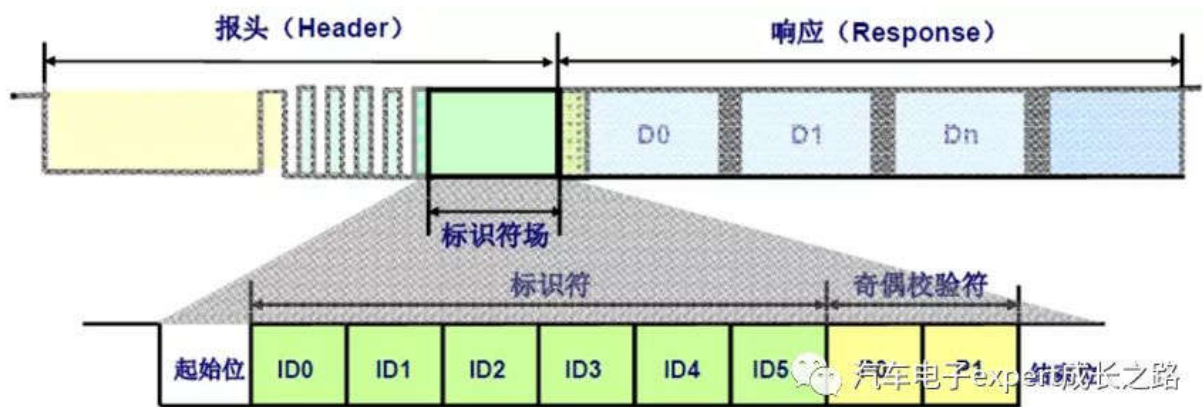 报头（Header） 响应（Response）
D0 D1 Dn
标识符场
标识符 奇偶校验符
起始位 ID0 ID1 ID2 ID3 ID4 ID5
汽车电子expert成长之路